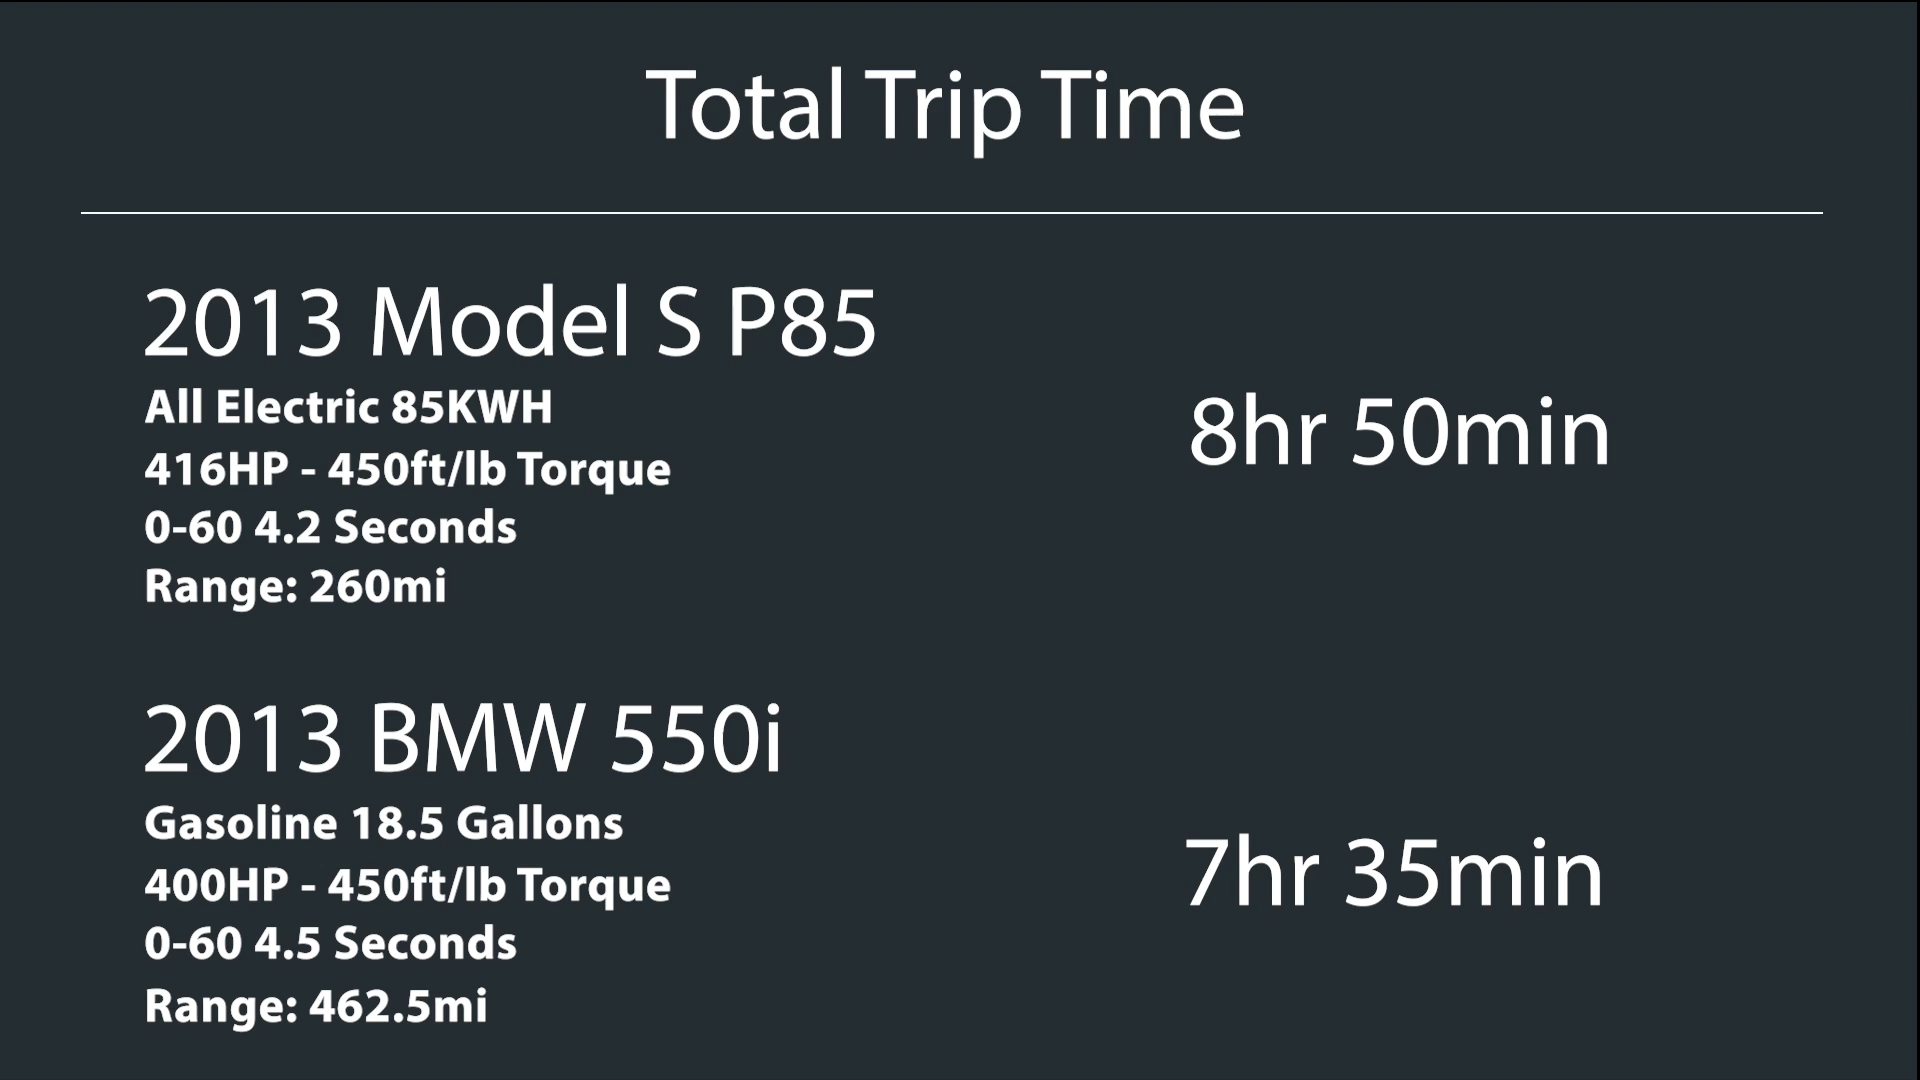 Total Trip Time
2013 Model S P85
All Electric 85KWH
416HP - 450ft/lb Torque
0-60 4.2 Seconds
Range: 260mi
8hr 50min
2013 BMW 550i
Gasoline 18.5 Gallons
400HP - 450ft/lb Torque
0-60 4.5 Seconds
Range: 462.5mi
7hr 35min